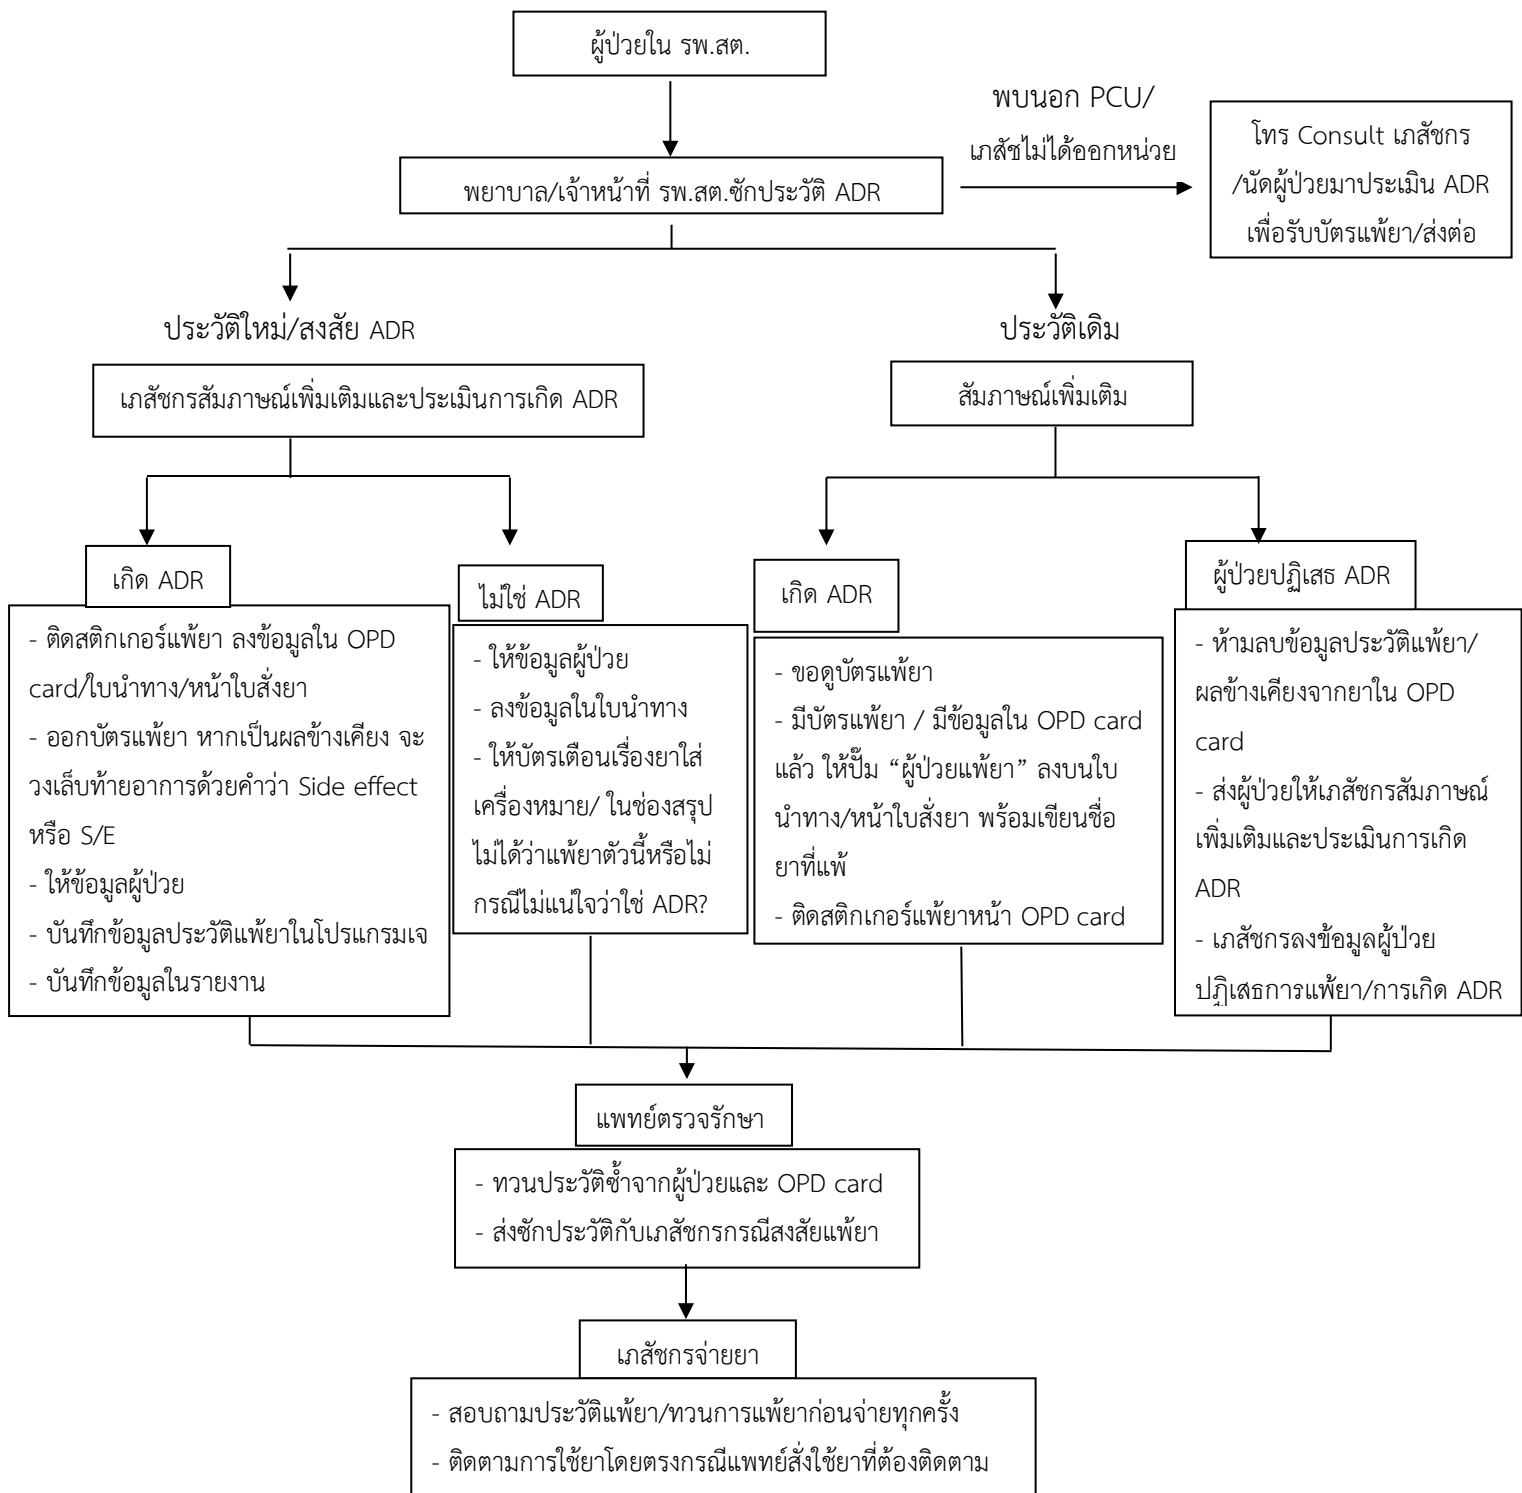 ผู้ป่วยใน รพ.สต.
พบนอก PCU/
เภสัชไม่ได้ออกหน่วย
โทร Consult เภสัชกร
/นัดผู้ป่วยมาประเมิน ADR
เพื่อรับบัตรแพ้ยา/ส่งต่อ
พยาบาล/เจ้าหน้าที่ รพ.สต.ซักประวัติ ADR
ประวัติใหม่/สงสัย ADR
ประวัติเดิม
เภสัชกรสัมภาษณ์เพิ่มเติมและประเมินการเกิด ADR
สัมภาษณ์เพิ่มเติม
เกิด ADR
- ติดสติกเกอร์แพ้ยา ลงข้อมูลใน OPD
card/ใบนำทาง/หน้าใบสั่งยา
- ออกบัตรแพ้ยา หากเป็นผลข้างเคียง จะ
วงเล็บท้ายอาการด้วยคำว่า Side effect
หรือ S/E
- ให้ข้อมูลผู้ป่วย
- บันทึกข้อมูลประวัติแพ้ยาในโปรแกรมเจ
- บันทึกข้อมูลในรายงาน
ไม่ใช่ ADR
- ให้ข้อมูลผู้ป่วย
- ลงข้อมูลในใบนำทาง
- ให้บัตรเตือนเรื่องยาใส่
เครื่องหมาย/ ในช่องสรุป
ไม่ได้ว่าแพ้ยาตัวนี้หรือไม่
กรณีไม่แน่ใจว่าใช่ ADR?
เกิด ADR
- ขอดูบัตรแพ้ยา
- มีบัตรแพ้ยา / มีข้อมูลใน OPD card
แล้ว ให้ปั๊ม “ผู้ป่วยแพ้ยา” ลงบนใบ
นำทาง/หน้าใบสั่งยา พร้อมเขียนชื่อ
ยาที่แพ้
- ติดสติกเกอร์แพ้ยาหน้า OPD card
ผู้ป่วยปฏิเสธ ADR
- ห้ามลบข้อมูลประวัติแพ้ยา/
ผลข้างเคียงจากยาใน OPD
card
- ส่งผู้ป่วยให้เภสัชกรสัมภาษณ์
เพิ่มเติมและประเมินการเกิด
ADR
- เภสัชกรลงข้อมูลผู้ป่วย
ปฏิเสธการแพ้ยา/การเกิด ADR
แพทย์ตรวจรักษา
- ทวนประวัติซ้ำจากผู้ป่วยและ OPD card
- ส่งซักประวัติกับเภสัชกรกรณีสงสัยแพ้ยา
เภสัชกรจ่ายยา
- สอบถามประวัติแพ้ยา/ทวนการแพ้ยาก่อนจ่ายทุกครั้ง
- ติดตามการใช้ยาโดยตรงกรณีแพทย์สั่งใช้ยาที่ต้องติดตาม